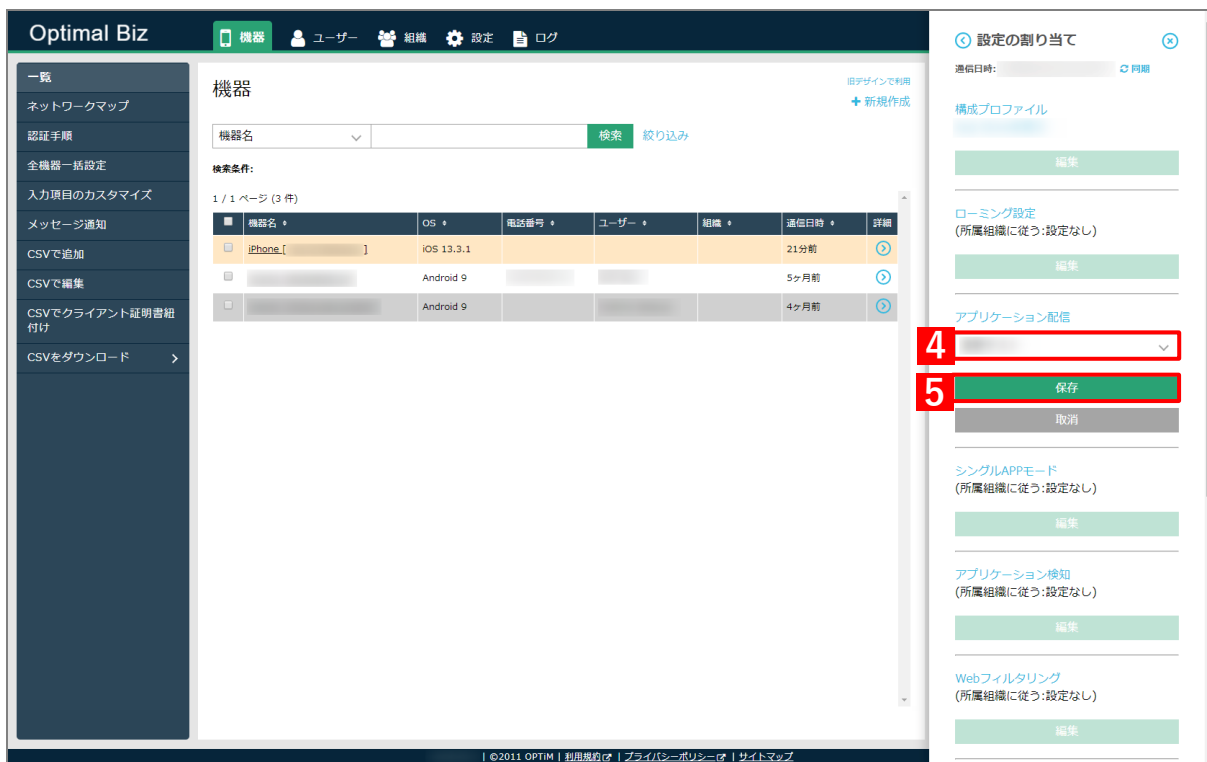 Optimal Biz
機器 ユーザー 組織 設定 ログ
一覧
ネットワークマップ
認証手順
全機器一括設定
入力項目のカスタマイズ
メッセージ通知
CSVで追加
CSVで編集
CSVでクライアント証明書紐
付け
CSVをダウンロード
機器
旧デザインで利用
+ 新規作成
機器名 検索 絞り込み
検索条件:
1 / 1 ページ (3 件)
機器名 OS 電話番号 ユーザー 組織 通信日時 詳細
iPhone [ ] iOS 13.3.1 21分前
Android 9 5ヶ月前
Android 9 4ヶ月前
設定の割り当て
通信日時: 同期
構成プロファイル
編集
ローミング設定
(所属組織に従う:設定なし)
編集
アプリケーション配信
4
5 保存
取消
シングルAPPモード
(所属組織に従う:設定なし)
編集
アプリケーション検知
(所属組織に従う:設定なし)
編集
Webフィルタリング
(所属組織に従う:設定なし)
編集
| ©2011 OPTiM | 利用規約 | プライバシーポリシー | サイトマップ